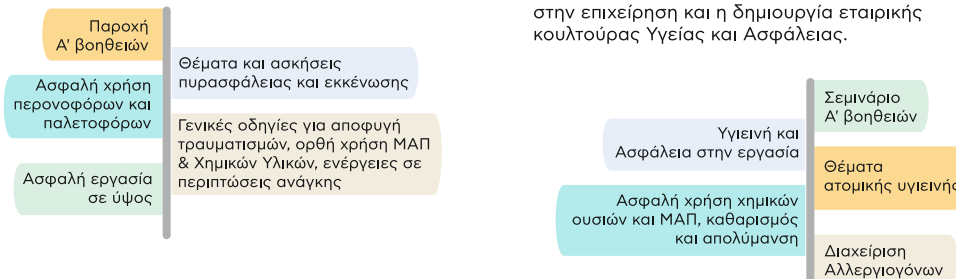 Παροχή
Α' βοηθειών
Θέματα και ασκήσεις
πυρασφάλειας και εκκένωσης
Ασφαλή χρήση
περονοφόρων και
παλετοφόρων
Γενικές οδηγίες για αποφυγή
τραυματισμών, ορθή χρήση ΜΑΠ
& Χημικών Υλικών, ενέργειες σε
περιπτώσεις ανάγκης
Ασφαλή εργασία
σε ύψος
στην επιχείρηση και η δημιουργία εταιρικής
κουλτούρας Υγείας και Ασφάλειας.
Σεμινάριο
Α' βοηθειών
Υγιεινή και
Ασφάλεια στην εργασία
Θέματα
ατομικής υγιεινής
Ασφαλή χρήση χημικών
ουσιών και ΜΑΠ, καθαρισμός
και απολύμανση
Διαχείριση
Αλλεργιογόνων